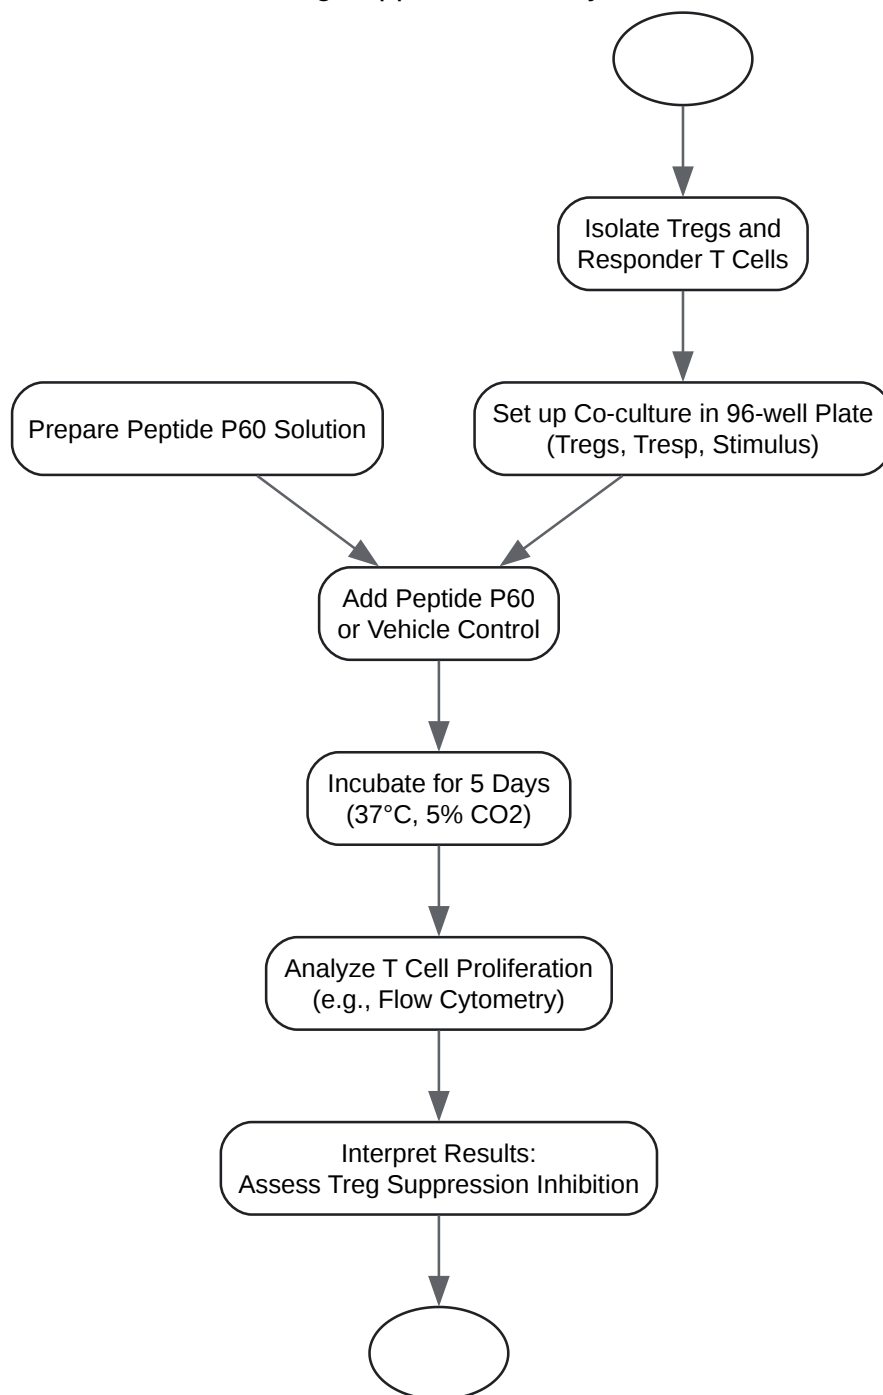 Isolate Tregs and
Responder T Cells
Prepare Peptide P60 Solution
Set up Co-culture in 96-well Plate
(Tregs, Tresp, Stimulus)
Add Peptide P60
or Vehicle Control
Incubate for 5 Days
(37°C, 5% CO2)
Analyze T Cell Proliferation
(e.g., Flow Cytometry)
Interpret Results:
Assess Treg Suppression Inhibition